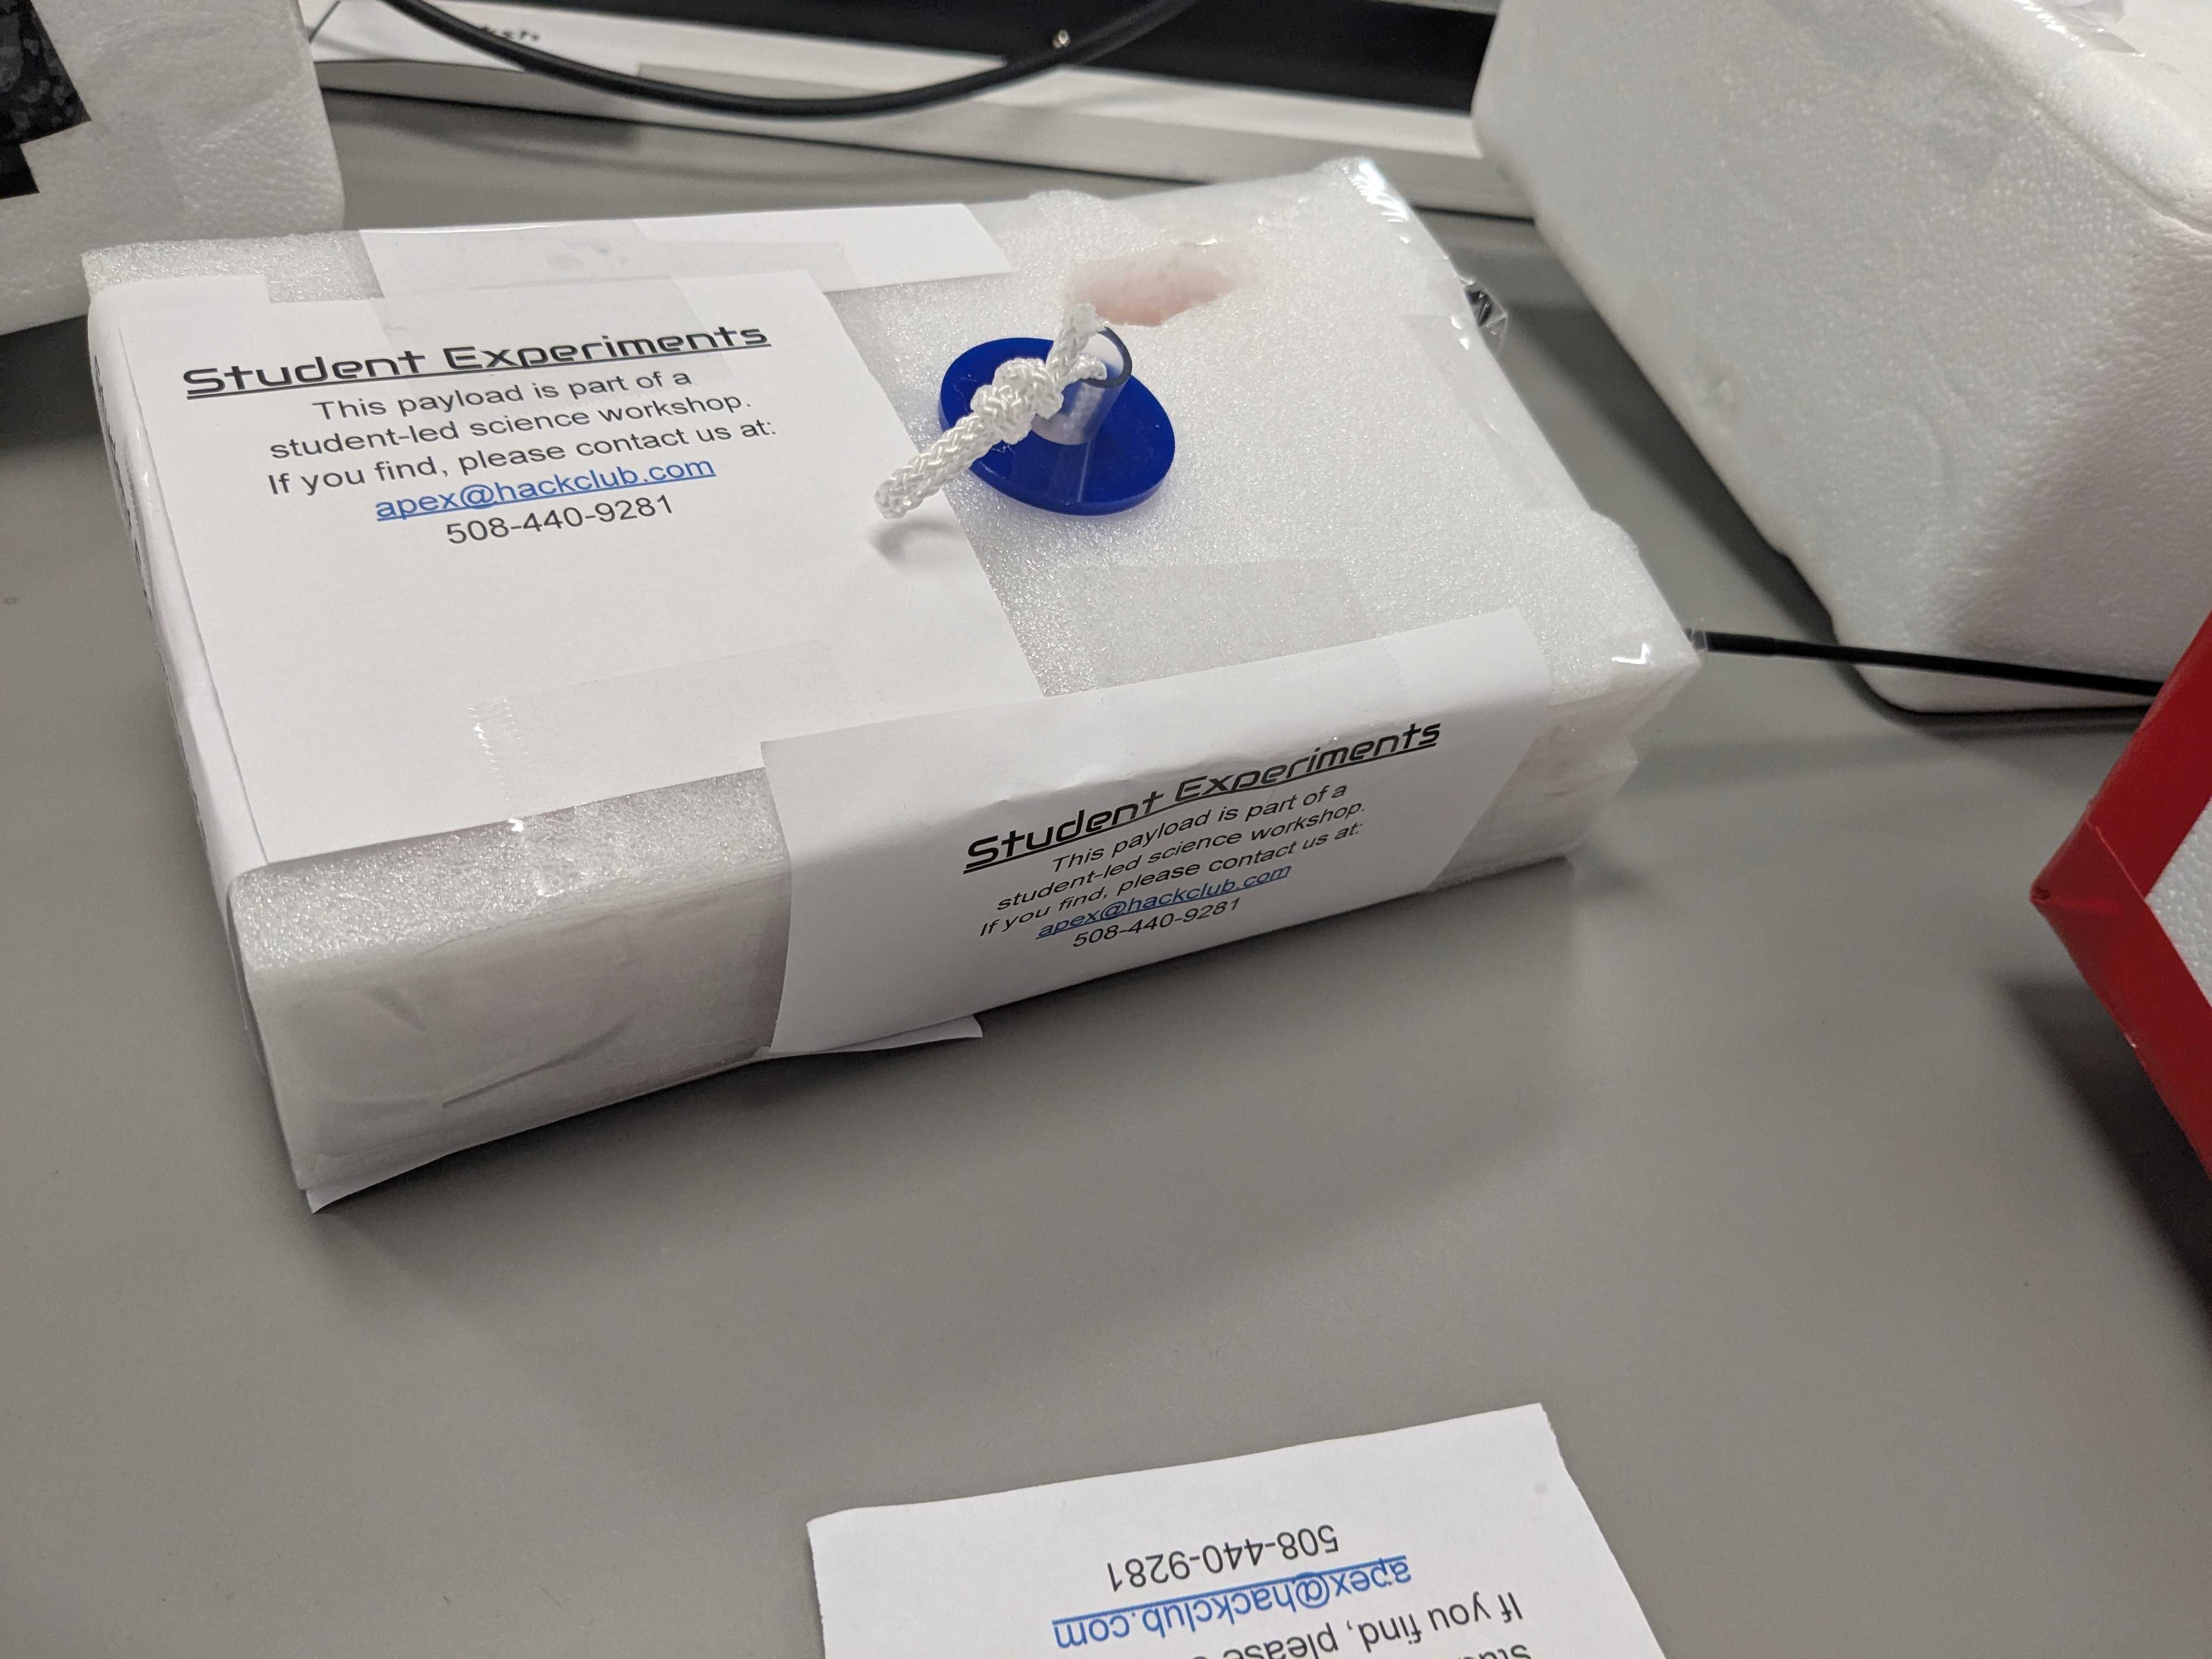 Student Experiments
This payload is part of a
student-led science workshop.
If you find, please contact us at:
apex@hackclub.com
508-440-9281
Student Experiments
This payload is part of a
student-led science workshop.
If you find, please contact us at:
apex@hackclub.com
508-440-9281
If you find, please
apex@hackclub.com
508-440-9281